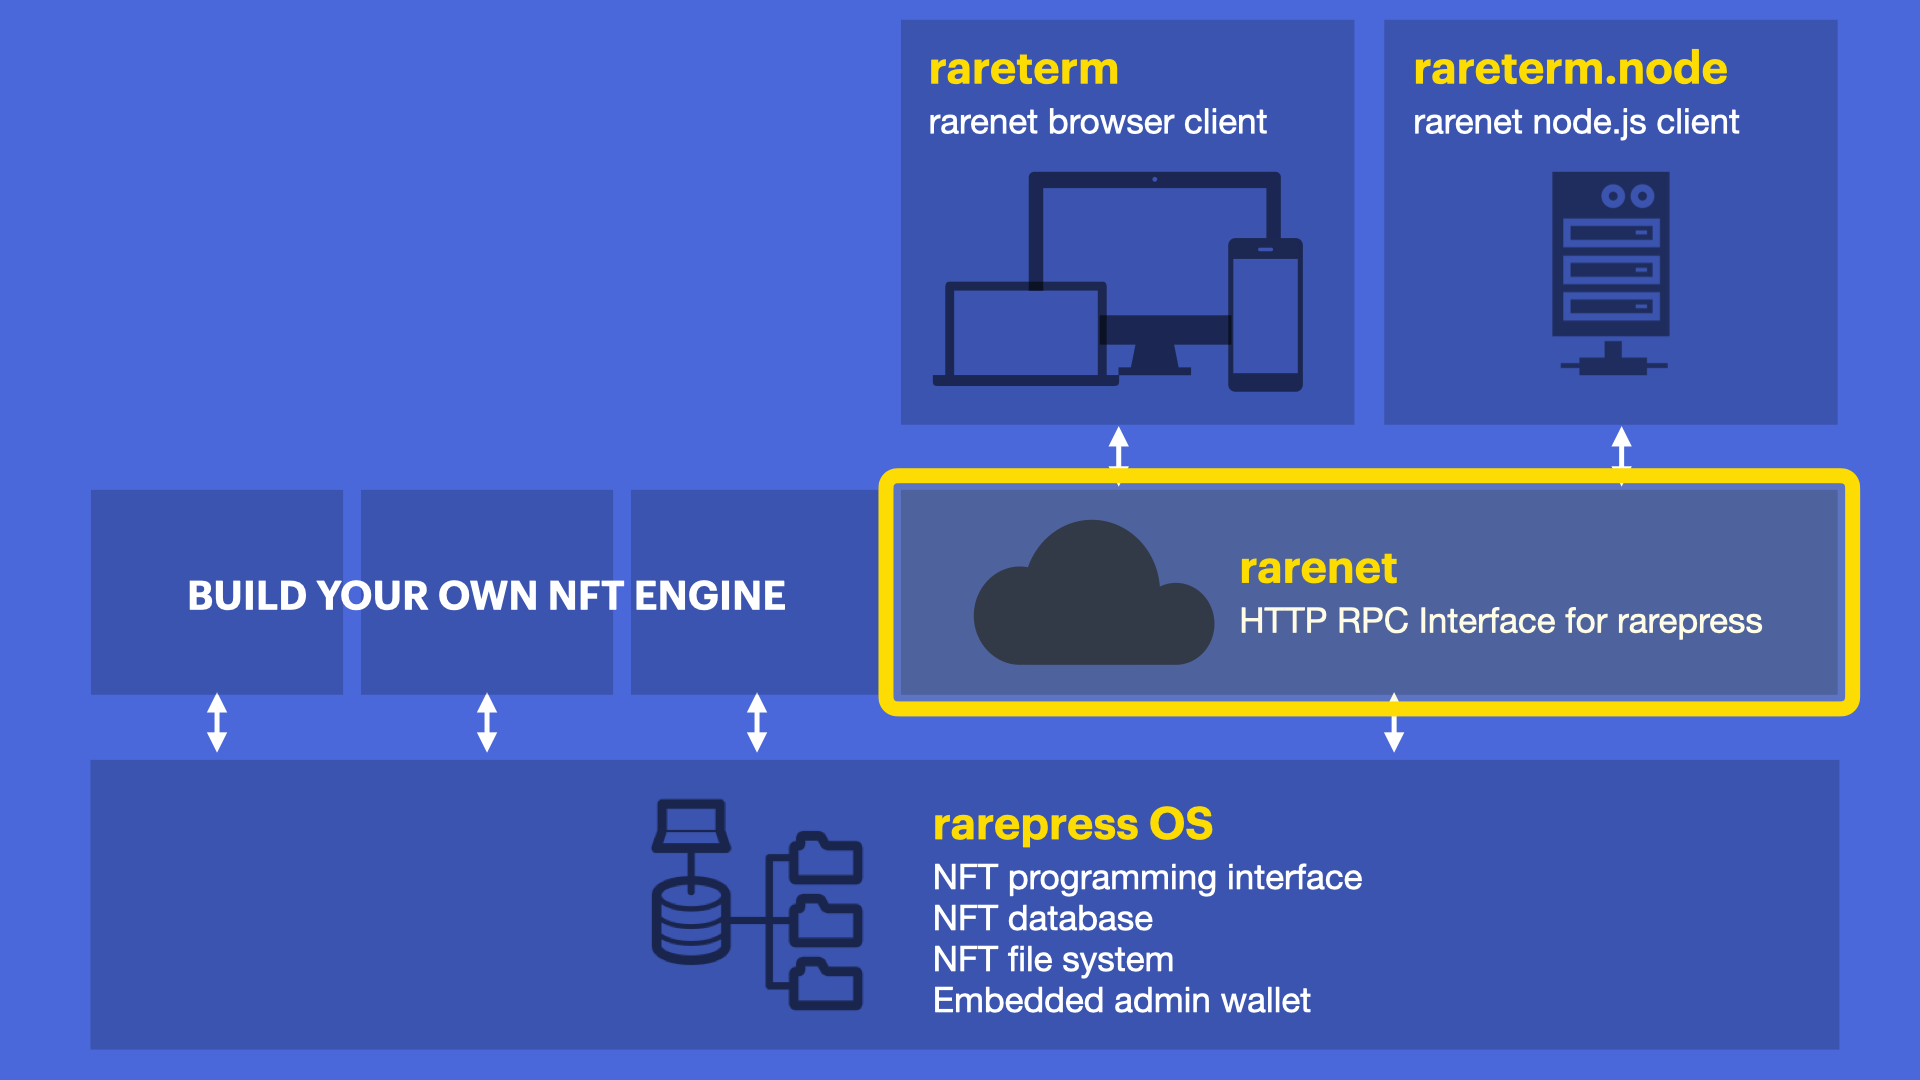 rareterm
rarenet browser client
rareterm.node
rarenet node.js client
BUILD YOUR OWN NFT ENGINE
rarenet
HTTP RPC Interface for rarepress
rarepress OS
NFT programming interface
NFT database
NFT file system
Embedded admin wallet